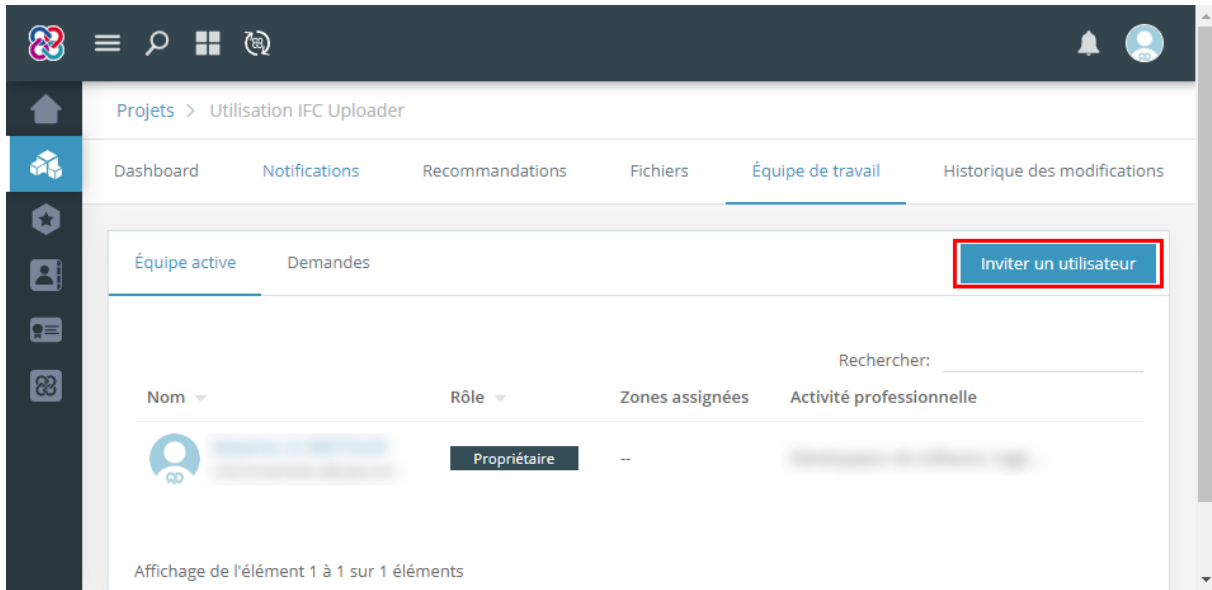 Projets > Utilisation IFC Uploader
Dashboard Notifications Recommandations Fichiers Équipe de travail Historique des modifications
Équipe active Demandes Inviter un utilisateur
Rechercher:
Nom Rôle Zones assignées Activité professionnelle
Propriétaire --
Affichage de l'élément 1 à 1 sur 1 éléments